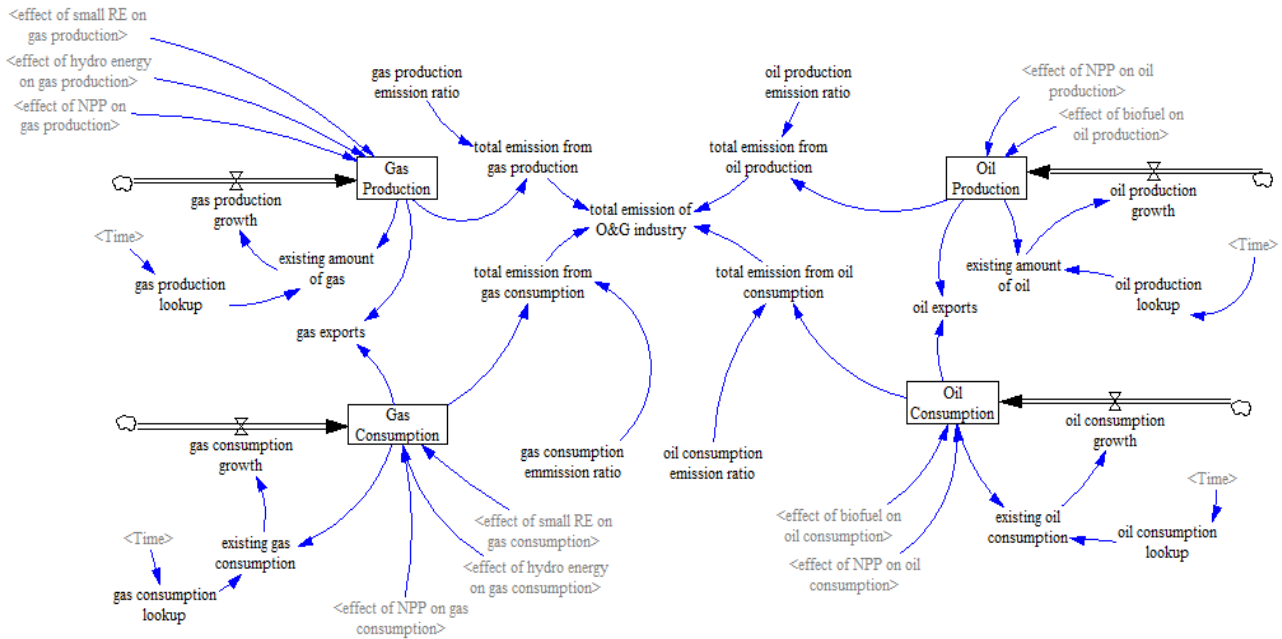 <effect of small RE on
gas production>
<effect of hydro energy
on gas production>
<effect of NPP on
gas production>
gas production
emission ratio
oil production
emission ratio
<effect of NPP on oil
production>
<effect of biofuel on
oil production>
total emission from
gas production
total emission from
oil production
Gas
Production
Oil
Production
gas production
growth
oil production
growth
total emission of
O&G industry
<Time>
<Time>
existing amount
of gas
gas production
lookup
total emission from
gas consumption
total emission from oil
consumption
existing amount
of oil
oil production
lookup
gas exports
oil exports
Gas
Consumption
Oil
Consumption
gas consumption
growth
oil consumption
growth
gas consumption
emmission ratio
oil consumption
emission ratio
<Time>
<effect of small RE on
gas consumption>
<effect of biofuel on
oil consumption>
existing oil
consumption
oil consumption
lookup
<Time>
existing gas
consumption
<effect of hydro energy
on gas consumption>
<effect of NPP on oil
consumption>
gas consumption
lookup
<effect of NPP on gas
consumption>